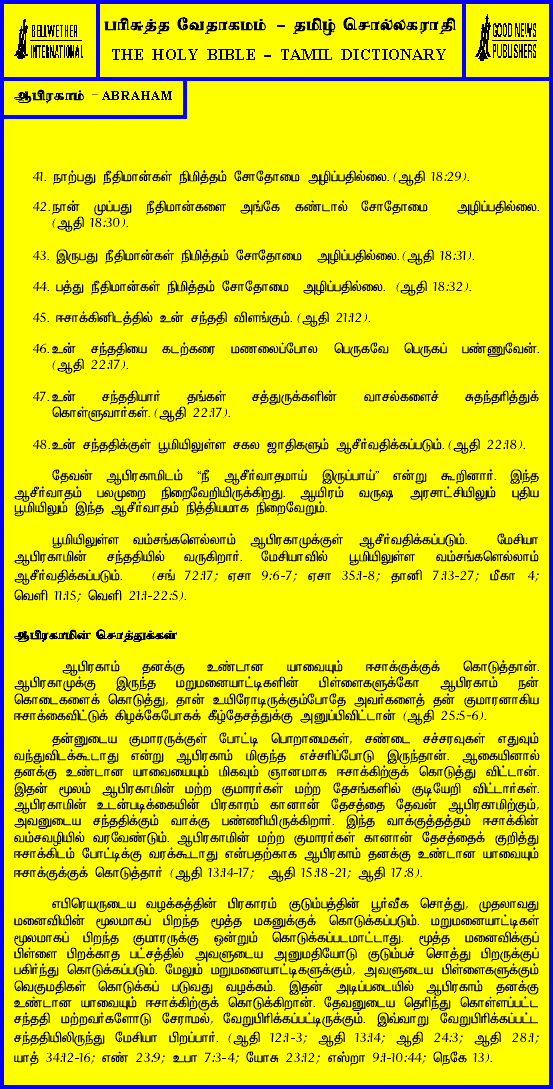 BELLWETHER
INTERNATIONAL
பரிசுத்த வேதாகமம் - தமிழ் சொல்லகராதி
THE HOLY BIBLE - TAMIL DICTIONARY
GOOD NEWS
PUBLISHERS
ஆபிரகாம் - ABRAHAM
41. நாற்பது நீதிமான்கள் நிமித்தம் சோதோமை அழிப்பதில்லை. (ஆதி 18:29).
42. நான் முப்பது நீதிமான்களை அங்கே கண்டால் சோதோமை அழிப்பதில்லை.
(ஆதி 18:30).
43. இருபது நீதிமான்கள் நிமித்தம் சோதோமை அழிப்பதில்லை. (ஆதி 18:31).
44. பத்து நீதிமான்கள் நிமித்தம் சோதோமை அழிப்பதில்லை. (ஆதி 18:32).
45. ஈசாக்கினிடத்தில் உன் சந்ததி விளங்கும். (ஆதி 21:12).
46. உன் சந்ததியை கடற்கரை மணலைப்போல பெருகவே பெருகப் பண்ணுவேன்.
(ஆதி 22:17).
47. உன் சந்ததியார் தங்கள் சத்துருக்களின் வாசல்களைச் சுதந்தரித்துக்
கொள்ளுவார்கள். (ஆதி 22:17).
48. உன் சந்ததிக்குள் பூமியிலுள்ள சகல ஜாதிகளும் ஆசீர்வதிக்கப்படும். (ஆதி 22:18).
தேவன் ஆபிரகாமிடம் "நீ ஆசீர்வாதமாய் இருப்பாய்" என்று கூறினார். இந்த
ஆசீர்வாதம் பலமுறை நிறைவேறியிருக்கிறது. ஆயிரம் வருஷ அரசாட்சியிலும் புதிய
பூமியிலும் இந்த ஆசீர்வாதம் நித்தியமாக நிறைவேறும்.
பூமியிலுள்ள வம்சங்களெல்லாம் ஆபிரகாமுக்குள் ஆசீர்வதிக்கப்படும். மேசியா
ஆபிரகாமின் சந்ததியில் வருகிறார். மேசியாவில் பூமியிலுள்ள வம்சங்களெல்லாம்
ஆசீர்வதிக்கப்படும். (சங் 72:17; ஏசா 9:6-7; ஏசா 35:1-8; தானி 7:13-27; மீகா 4;
வெளி 11:15; வெளி 21:1-22:5).
ஆபிரகாமின் சொத்துக்கள்
ஆபிரகாம் தனக்கு உண்டான யாவையும் ஈசாக்குக்குக் கொடுத்தான்.
ஆபிரகாமுக்கு இருந்த மறுமனையாட்டிகளின் பிள்ளைகளுக்கோ ஆபிரகாம் நன்
கொடைகளைக் கொடுத்து, தான் உயிரோடிருக்கும்போதே அவர்களைத் தன் குமாரனாகிய
ஈசாக்கைவிட்டுக் கிழக்கேபோகக் கீழ்தேசத்துக்கு அனுப்பிவிட்டான் (ஆதி 25:5-6).
தன்னுடைய குமாரருக்குள் போட்டி பொறாமைகள், சண்டை சச்சரவுகள் எதுவும்
வந்துவிடக்கூடாது என்று ஆபிரகாம் மிகுந்த எச்சரிப்போடு இருந்தான். ஆகையினால்
தனக்கு உண்டான யாவையையும் மிகவும் ஞானமாக ஈசாக்கிற்குக் கொடுத்து விட்டான்.
இதன் மூலம் ஆபிரகாமின் மற்ற குமாரர்கள் மற்ற தேசங்களில் குடியேறி விட்டார்கள்.
ஆபிரகாமின் உடன்படிக்கையின் பிரகாரம் கானான் தேசத்தை தேவன் ஆபிரகாமிற்கும்,
அவனுடைய சந்ததிக்கும் வாக்கு பண்ணியிருக்கிறார். இந்த வாக்குத்தத்தம் ஈசாக்கின்
வம்சவழியில் வரவேண்டும். ஆபிரகாமின் மற்ற குமாரர்கள் கானான் தேசத்தைக் குறித்து
ஈசாக்கிடம் போட்டிக்கு வரக்கூடாது என்பதற்காக ஆபிரகாம் தனக்கு உண்டான யாவையும்
ஈசாக்குக்குக் கொடுத்தார் (ஆதி 13:14-17; ஆதி 15:18-21; ஆதி 17:8).
எபிரெயருடைய வழக்கத்தின் பிரகாரம் குடும்பத்தின் பூர்வீக சொத்து, முதலாவது
மனைவியின் மூலமாகப் பிறந்த மூத்த மகனுக்குக் கொடுக்கப்படும். மறுமனையாட்டிகள்
மூலமாகப் பிறந்த குமாரருக்கு ஒன்றும் கொடுக்கப்படமாட்டாது. மூத்த மனைவிக்குப்
பிள்ளை பிறக்காத பட்சத்தில் அவளுடைய அனுமதியோடு குடும்பச் சொத்து பிறருக்குப்
பகிர்ந்து கொடுக்கப்படும். மேலும் மறுமனையாட்டிகளுக்கும், அவளுடைய பிள்ளைகளுக்கும்
வெகுமதிகள் கொடுக்கப் படுவது வழக்கம். இதன் அடிப்படையில் ஆபிரகாம் தனக்கு
உண்டான யாவையும் ஈசாக்கிற்குக் கொடுக்கிறான். தேவனுடைய தெரிந்து கொள்ளப்பட்ட
சந்ததி மற்றவர்களோடு சேராமல், வேறுபிரிக்கப்பட்டிருக்கும். இவ்வாறு வேறுபிரிக்கப்பட்ட
சந்ததியிலிருந்து மேசியா பிறப்பார். (ஆதி 12:1-3; ஆதி 13:14; ஆதி 24:3; ஆதி 28:1;
யாத் 34:12-16; எண் 23:9; உபா 7:3-4; யோசு 23:12; எஸ்றா 9:1-10:44; நெகே 13).